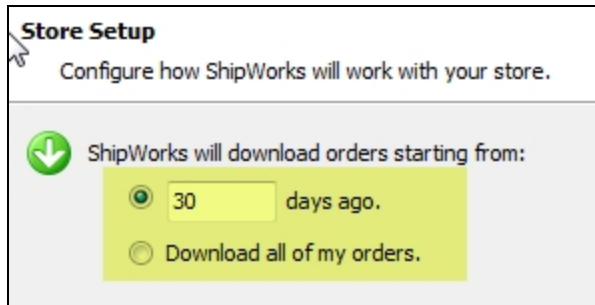 Store Setup
Configure how ShipWorks will work with your store.
ShipWorks will download orders starting from:
30 days ago.
Download all of my orders.